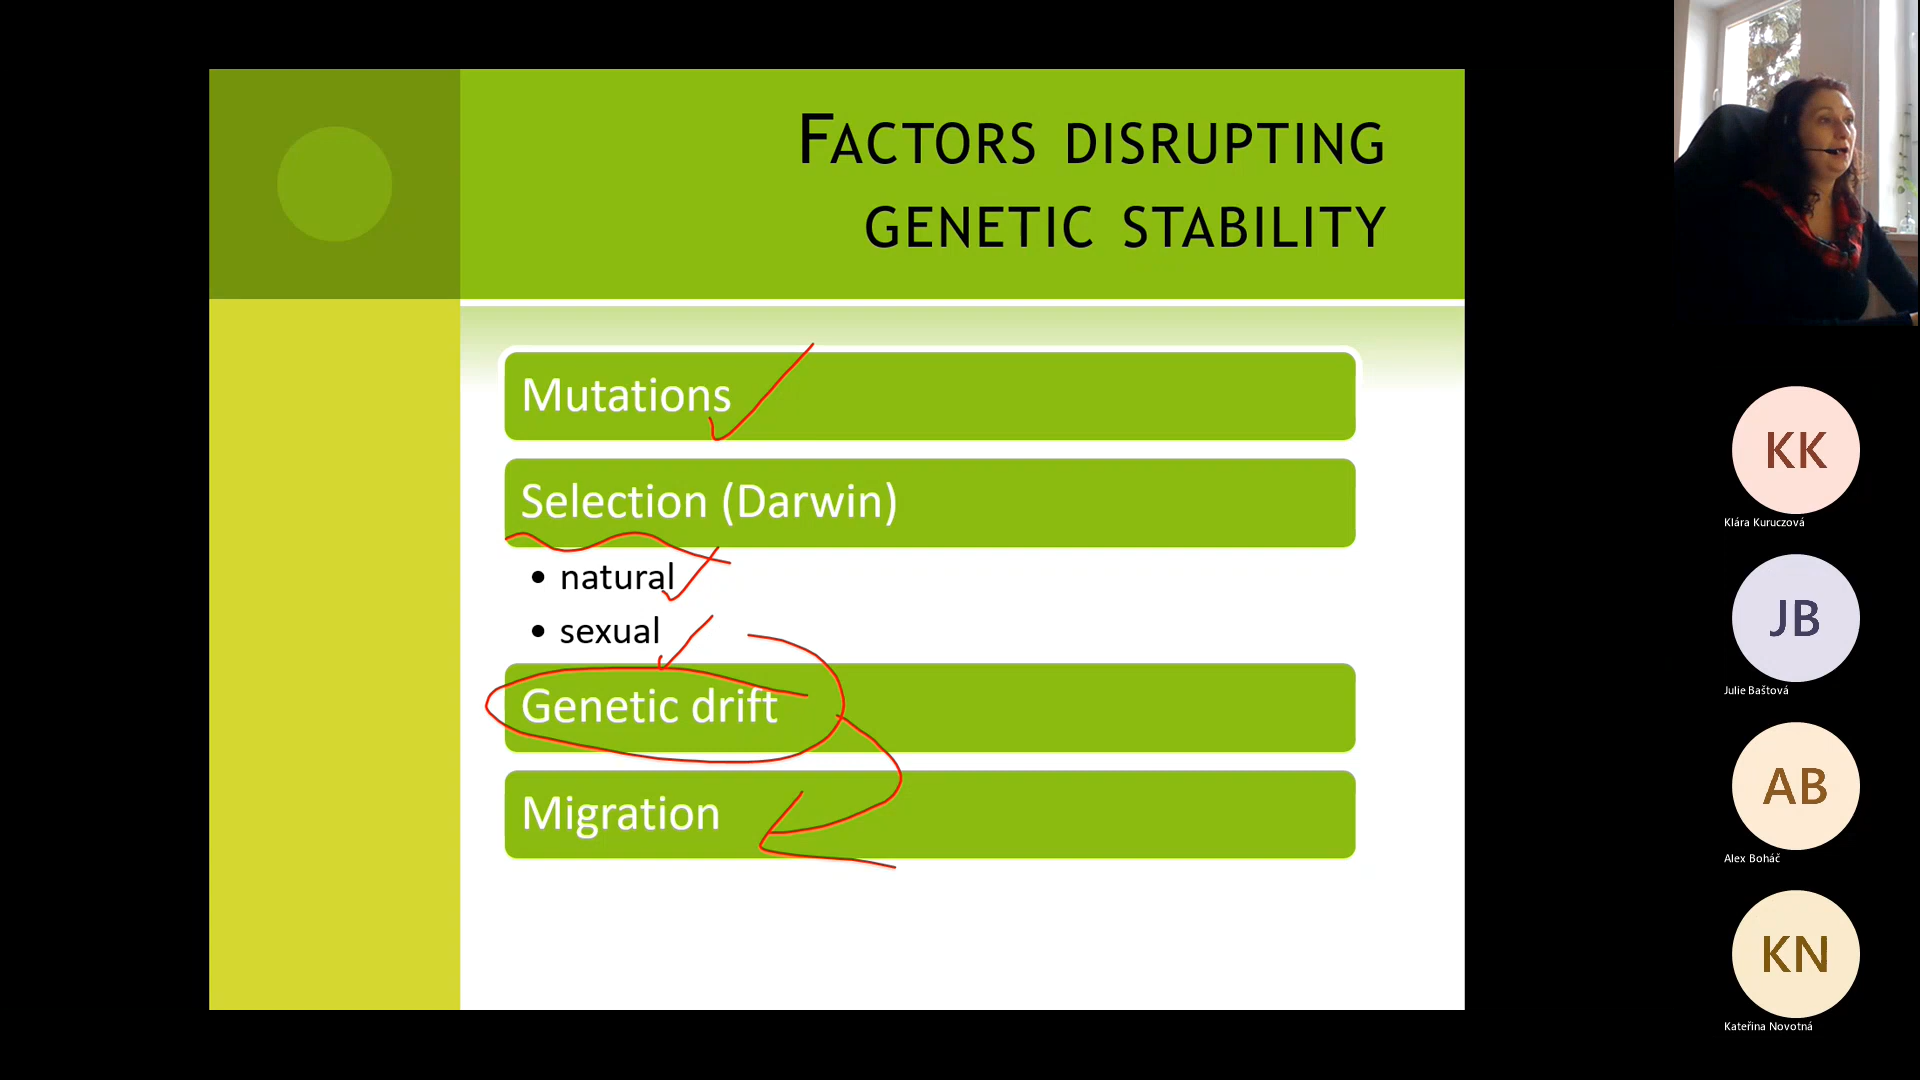 FACTORS DISRUPTING
GENETIC STABILITY
Mutations
Selection (Darwin)
• natural
• sexual
Genetic drift
Migration
KK
Klára Kuruczová
JB
Julie Baštová
AB
Alex Boháč
KN
Kateřina Novotná